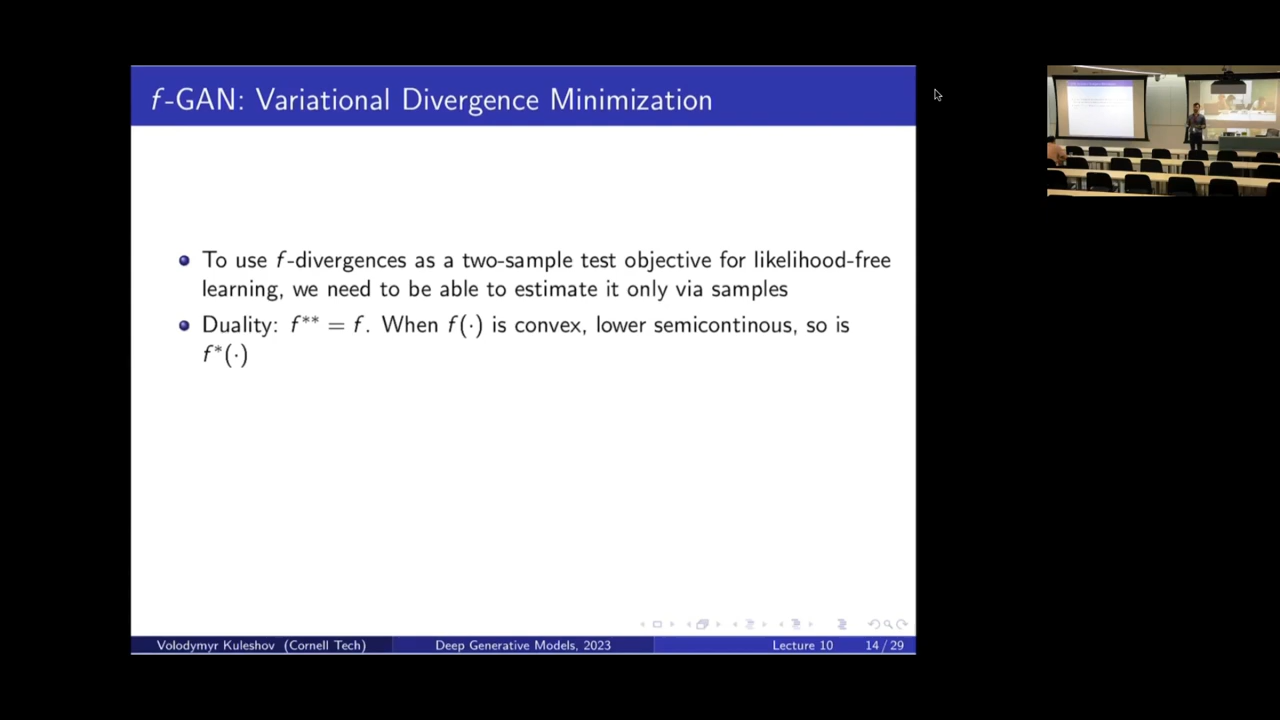 f-GAN: Variational Divergence Minimization
To use f-divergences as a two-sample test objective for likelihood-free
learning, we need to be able to estimate it only via samples
Duality: f** = f. When f(·) is convex, lower semicontinous, so is
f*(·)
Volodymyr Kuleshov (Cornell Tech) Deep Generative Models, 2023 Lecture 10 14 / 29